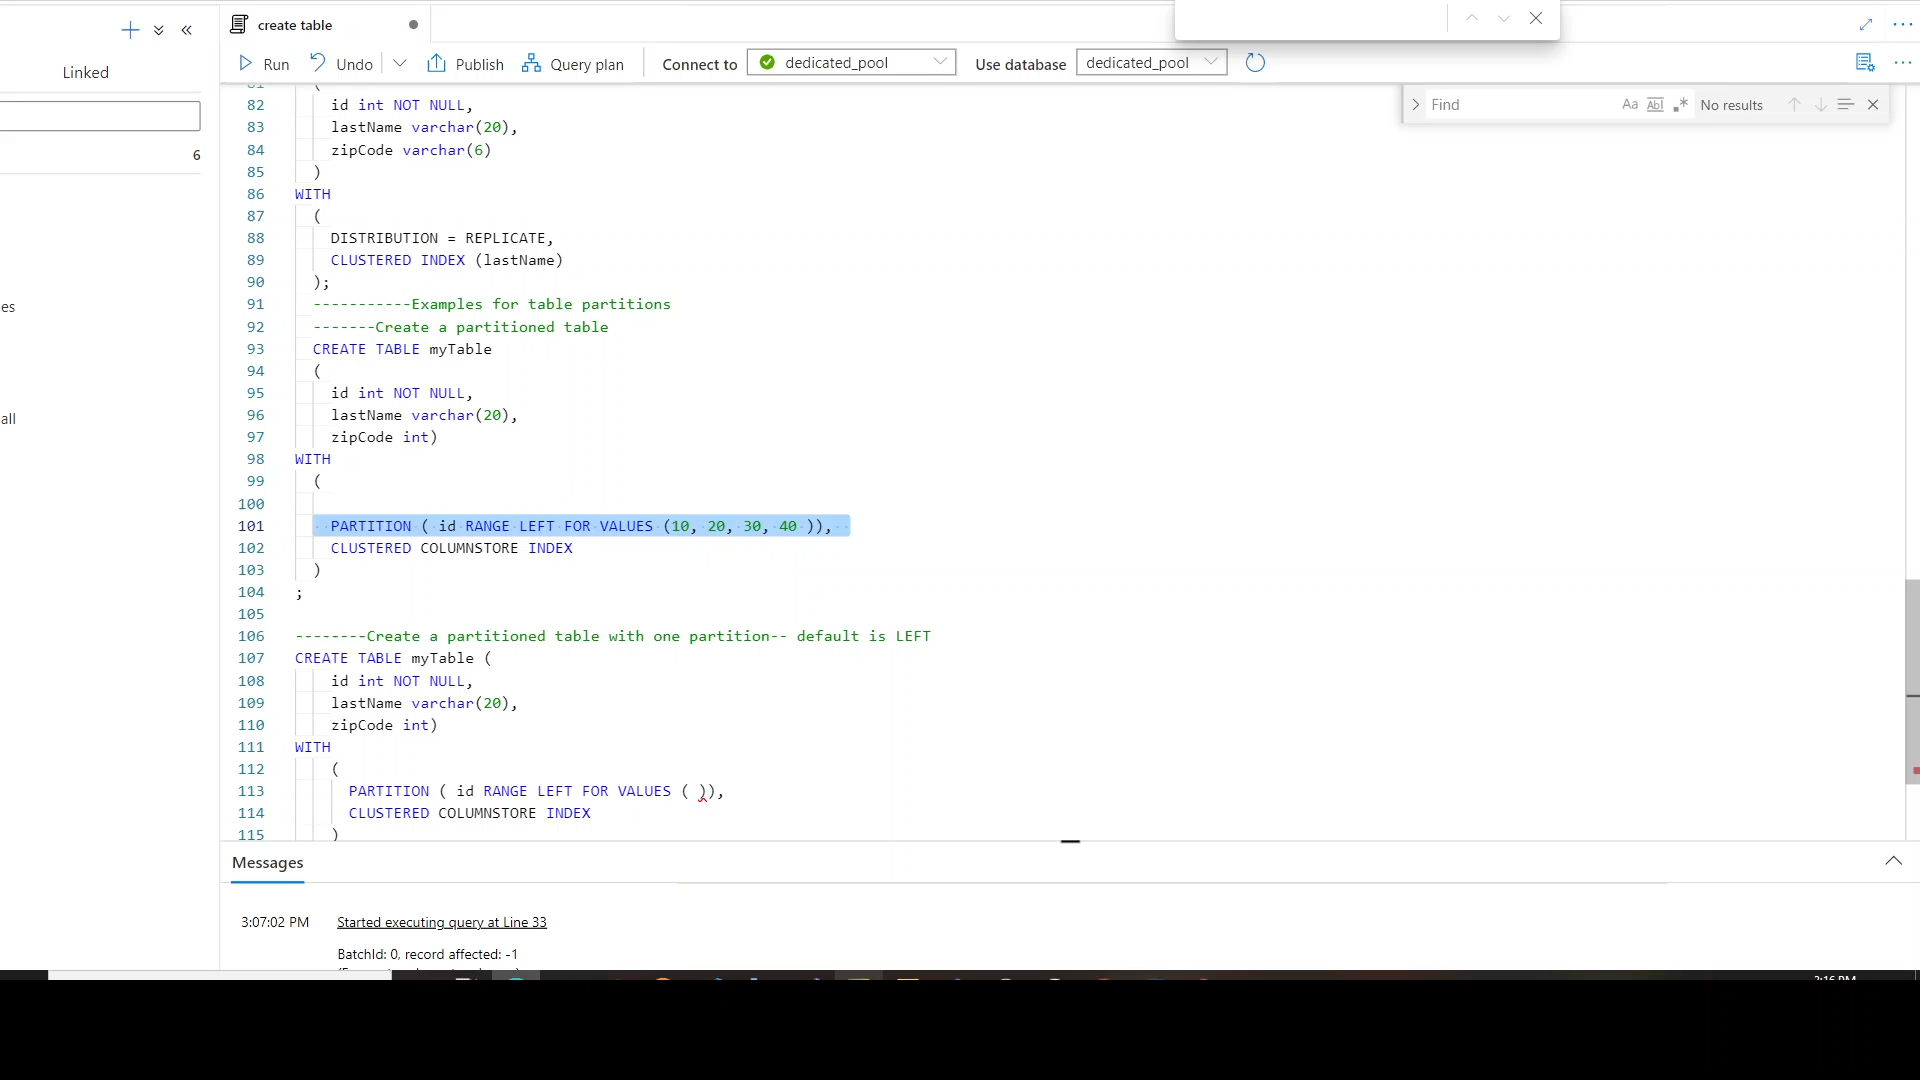 create table
Run Undo Publish Query plan Connect to dedicated_pool Use database dedicated_pool
Linked
6
es
all
Find Aa Abl No results
81 (
82 id int NOT NULL,
83 lastName varchar(20),
84 zipCode varchar(6)
85 )
86 WITH
87 (
88 DISTRIBUTION = REPLICATE,
89 CLUSTERED INDEX (lastName)
90 );
91 -----------Examples for table partitions
92 -------Create a partitioned table
93 CREATE TABLE myTable
94 (
95 id int NOT NULL,
96 lastName varchar(20),
97 zipCode int)
98 WITH
99 (
100
101 PARTITION ( id RANGE LEFT FOR VALUES (10, 20, 30, 40 )),
102 CLUSTERED COLUMNSTORE INDEX
103 )
104 ;
105
106 --------Create a partitioned table with one partition-- default is LEFT
107 CREATE TABLE myTable (
108 id int NOT NULL,
109 lastName varchar(20),
110 zipCode int)
111 WITH
112 (
113 PARTITION ( id RANGE LEFT FOR VALUES ( )),
114 CLUSTERED COLUMNSTORE INDEX
115 )
Messages
3:07:02 PM Started executing query at Line 33
BatchId: 0, record affected: -1